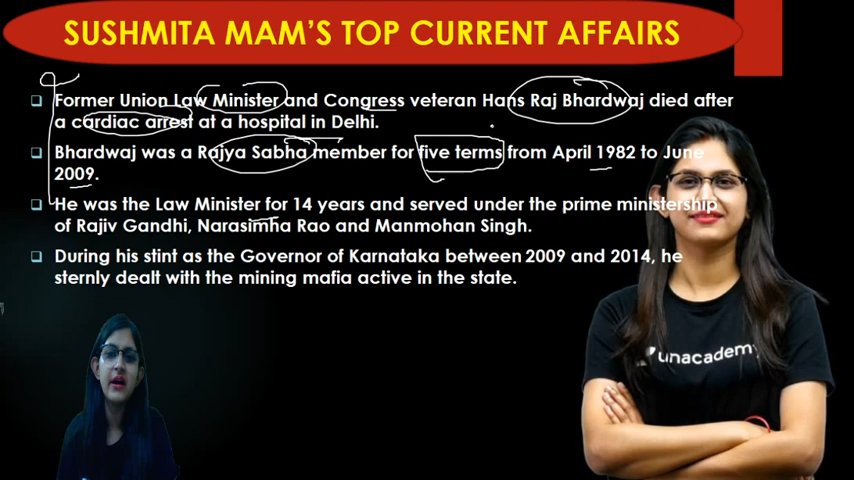 SUSHMITA MAM'S TOP CURRENT AFFAIRS
Former Union Law Minister and Congress veteran Hans Raj Bhardwaj died after
a cardiac arrest at a hospital in Delhi.
Bhardwaj was a Rajya Sabha member for five terms from April 1982 to June
2009.
He was the Law Minister for 14 years and served under the prime ministership
of Rajiv Gandhi, Narasimha Rao and Manmohan Singh.
During his stint as the Governor of Karnataka between 2009 and 2014, he
sternly dealt with the mining mafia active in the state.
unacademy